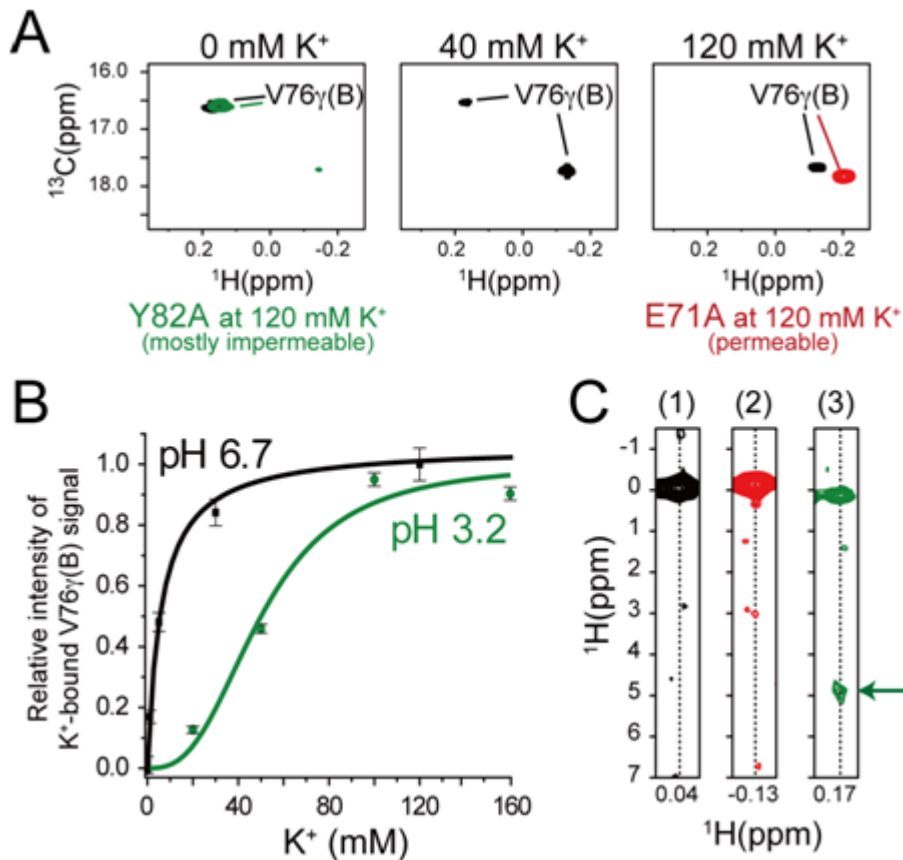 A
0 mM K⁺
40 mM K⁺
120 mM K⁺
16.0
17.0
18.0
¹³C(ppm)
V76γ(B)
V76γ(B)
V76γ(B)
0.2 0.0 -0.2
0.2 0.0 -0.2
0.2 0.0 -0.2
¹H(ppm)
¹H(ppm)
¹H(ppm)
Y82A at 120 mM K⁺
(mostly impermeable)
E71A at 120 mM K⁺
(permeable)
B
Relative intensity of
K⁺-bound V76γ(B) signal
1.0
0.8
0.6
0.4
0.2
0.0
pH 6.7
pH 3.2
0 40 80 120 160
K⁺ (mM)
C
(1) (2) (3)
¹H(ppm)
-1
0
1
2
3
4
5
6
7
0.04 -0.13 0.17
¹H(ppm)